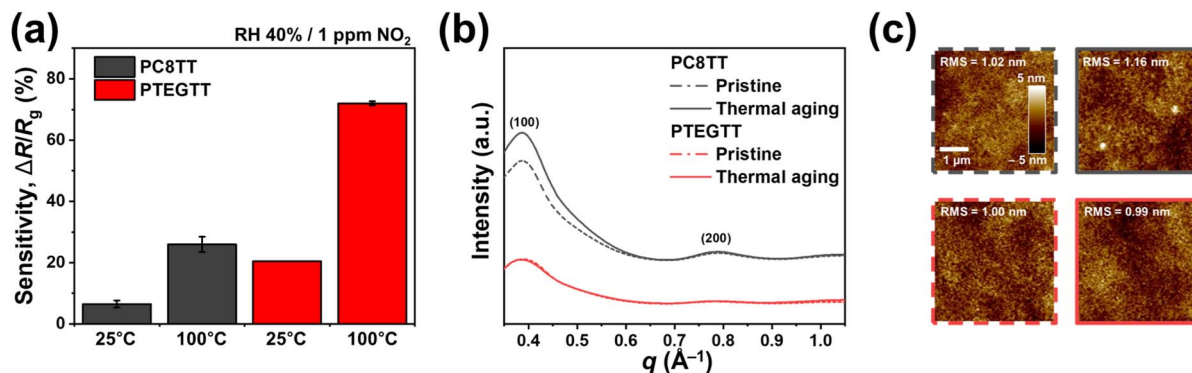 (a)
RH 40% / 1 ppm NO₂
PC8TT
PTEGTT
Sensitivity, ΔR/Rg (%)
80
60
40
20
0
25°C 100°C 25°C 100°C
(b)
PC8TT
Pristine
Thermal aging
PTEGTT
Pristine
Thermal aging
(100)
(200)
Intensity (a.u.)
0.4 0.5 0.6 0.7 0.8 0.9 1.0
q (Å⁻¹)
(c)
RMS = 1.02 nm
5 nm
1 µm
– 5 nm
RMS = 1.16 nm
RMS = 1.00 nm
RMS = 0.99 nm